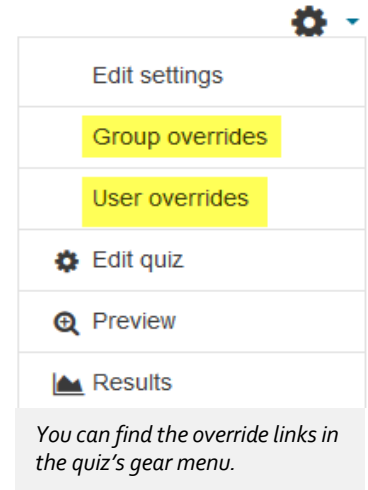 Edit settings
Group overrides
User overrides
Edit quiz
Preview
Results
You can find the override links in
the quiz's gear menu.